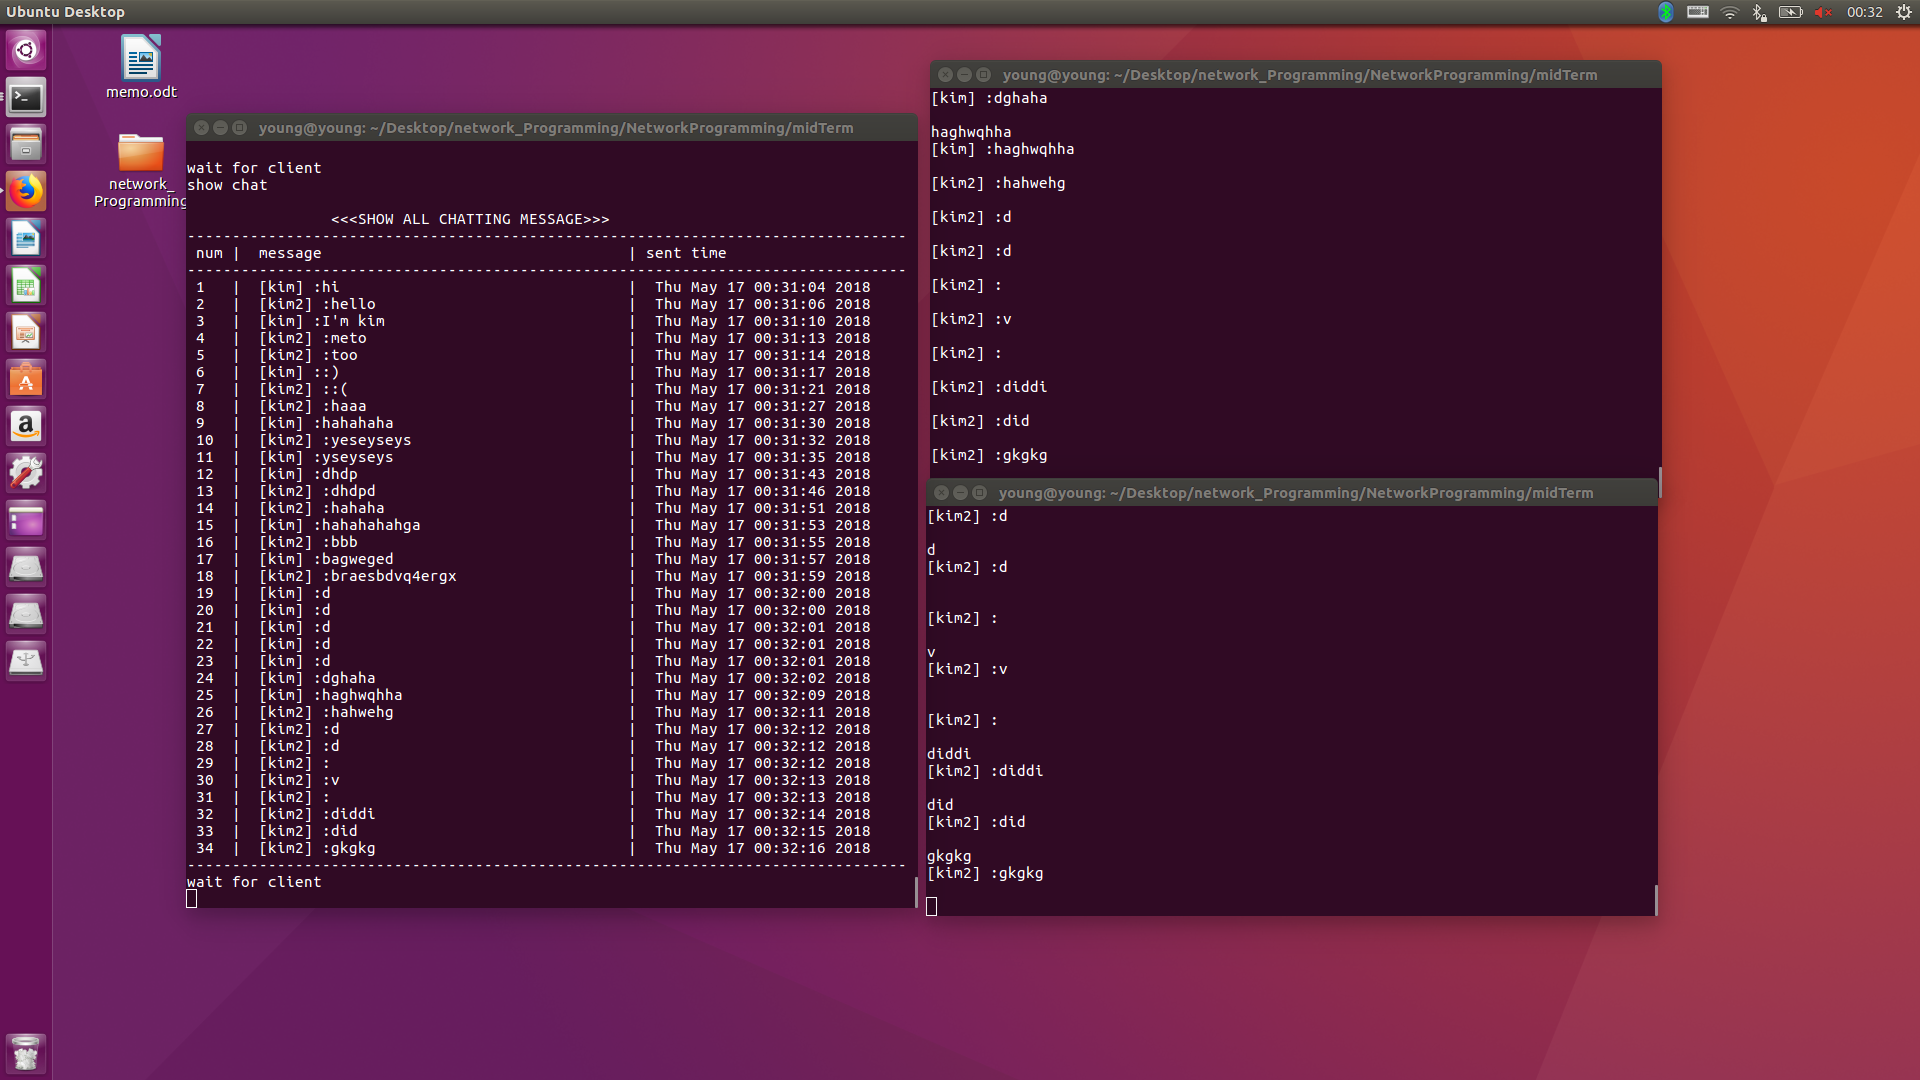 Ubuntu Desktop
00:32
memo.odt
network_
Programming
young@young: ~/Desktop/network_Programming/NetworkProgramming/midTerm
wait for client
show chat
<<<SHOW ALL CHATTING MESSAGE>>>
--------------------------------------------------------------------------------
num | message | sent time
--------------------------------------------------------------------------------
1 | [kim] :hi | Thu May 17 00:31:04 2018
2 | [kim2] :hello | Thu May 17 00:31:06 2018
3 | [kim] :I'm kim | Thu May 17 00:31:10 2018
4 | [kim2] :meto | Thu May 17 00:31:13 2018
5 | [kim2] :too | Thu May 17 00:31:14 2018
6 | [kim] ::) | Thu May 17 00:31:17 2018
7 | [kim2] ::( | Thu May 17 00:31:21 2018
8 | [kim2] :haaa | Thu May 17 00:31:27 2018
9 | [kim] :hahahaha | Thu May 17 00:31:30 2018
10 | [kim2] :yeseyseys | Thu May 17 00:31:32 2018
11 | [kim] :yseyseys | Thu May 17 00:31:35 2018
12 | [kim] :dhdp | Thu May 17 00:31:43 2018
13 | [kim2] :dhdpd | Thu May 17 00:31:46 2018
14 | [kim2] :hahaha | Thu May 17 00:31:51 2018
15 | [kim] :hahahahahga | Thu May 17 00:31:53 2018
16 | [kim2] :bbb | Thu May 17 00:31:55 2018
17 | [kim] :bagweged | Thu May 17 00:31:57 2018
18 | [kim2] :braesbdvq4ergx | Thu May 17 00:31:59 2018
19 | [kim] :d | Thu May 17 00:32:00 2018
20 | [kim] :d | Thu May 17 00:32:00 2018
21 | [kim] :d | Thu May 17 00:32:01 2018
22 | [kim] :d | Thu May 17 00:32:01 2018
23 | [kim] :d | Thu May 17 00:32:01 2018
24 | [kim] :dghaha | Thu May 17 00:32:02 2018
25 | [kim] :haghwqhha | Thu May 17 00:32:09 2018
26 | [kim2] :hahwehg | Thu May 17 00:32:11 2018
27 | [kim2] :d | Thu May 17 00:32:12 2018
28 | [kim2] :d | Thu May 17 00:32:12 2018
29 | [kim2] : | Thu May 17 00:32:12 2018
30 | [kim2] :v | Thu May 17 00:32:13 2018
31 | [kim2] : | Thu May 17 00:32:13 2018
32 | [kim2] :diddi | Thu May 17 00:32:14 2018
33 | [kim2] :did | Thu May 17 00:32:15 2018
34 | [kim2] :gkgkg | Thu May 17 00:32:16 2018
--------------------------------------------------------------------------------
wait for client
young@young: ~/Desktop/network_Programming/NetworkProgramming/midTerm
[kim] :dghaha
haghwqhha
[kim] :haghwqhha
[kim2] :hahwehg
[kim2] :d
[kim2] :d
[kim2] :
[kim2] :v
[kim2] :
[kim2] :diddi
[kim2] :did
[kim2] :gkgkg
young@young: ~/Desktop/network_Programming/NetworkProgramming/midTerm
[kim2] :d
d
[kim2] :d
[kim2] :
v
[kim2] :v
[kim2] :
diddi
[kim2] :diddi
did
[kim2] :did
gkgkg
[kim2] :gkgkg